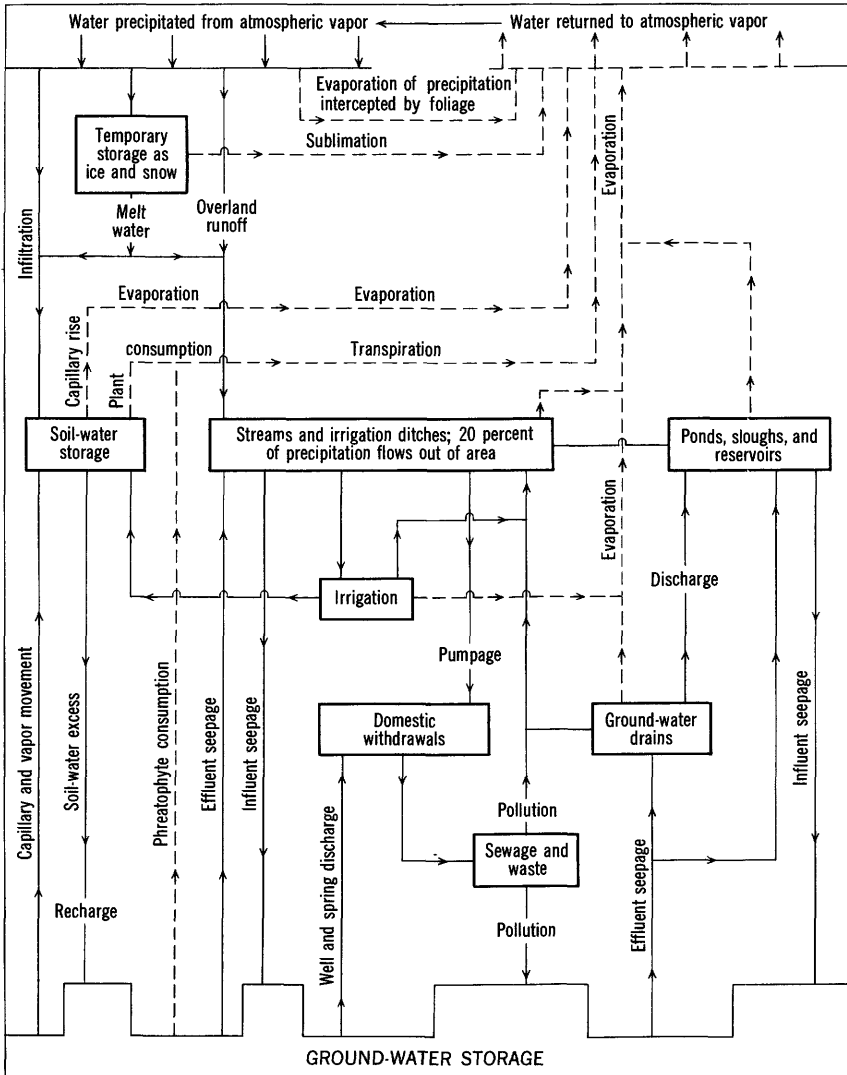 Water precipitated from atmospheric vapor
Water returned to atmospheric vapor
Evaporation of precipitation
intercepted by foliage
Temporary
storage as
ice and snow
Sublimation
Evaporation
Melt
water
Overland
runoff
Infiltration
Evaporation
Evaporation
Capillary rise
Plant
consumption
Transpiration
Soil-water
storage
Streams and irrigation ditches; 20 percent
of precipitation flows out of area
Ponds, sloughs, and
reservoirs
Evaporation
Irrigation
Discharge
Pumpage
Domestic
withdrawals
Ground-water
drains
Capillary and vapor movement
Soil-water excess
Phreatophyte consumption
Effluent seepage
Influent seepage
Influent seepage
Pollution
Sewage and
waste
Well and spring discharge
Effluent seepage
Recharge
Pollution
GROUND-WATER STORAGE